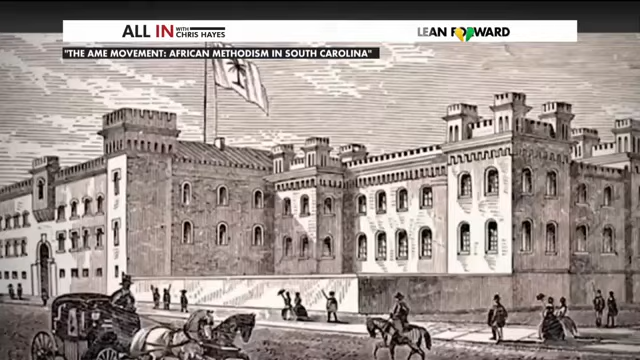 ALL IN WITH CHRIS HAYES
LEAN FORWARD
"THE AME MOVEMENT: AFRICAN METHODISM IN SOUTH CAROLINA"